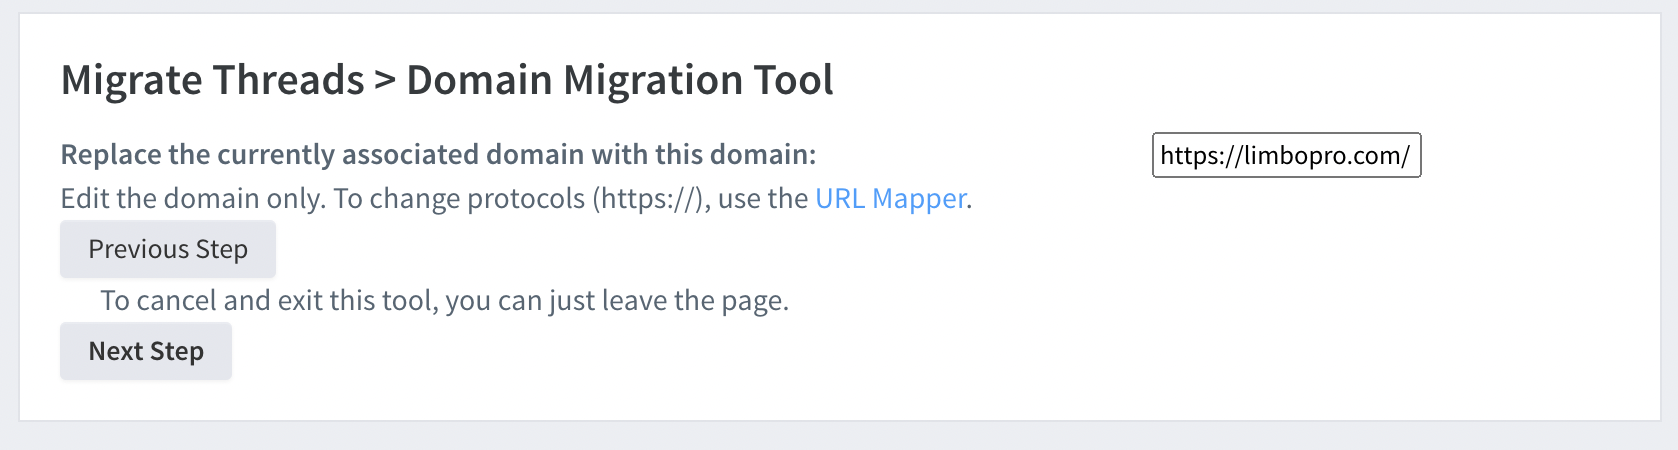 Migrate Threads > Domain Migration Tool
Replace the currently associated domain with this domain:
https://limbopro.com/
Edit the domain only. To change protocols (https://), use the URL Mapper.
Previous Step
To cancel and exit this tool, you can just leave the page.
Next Step